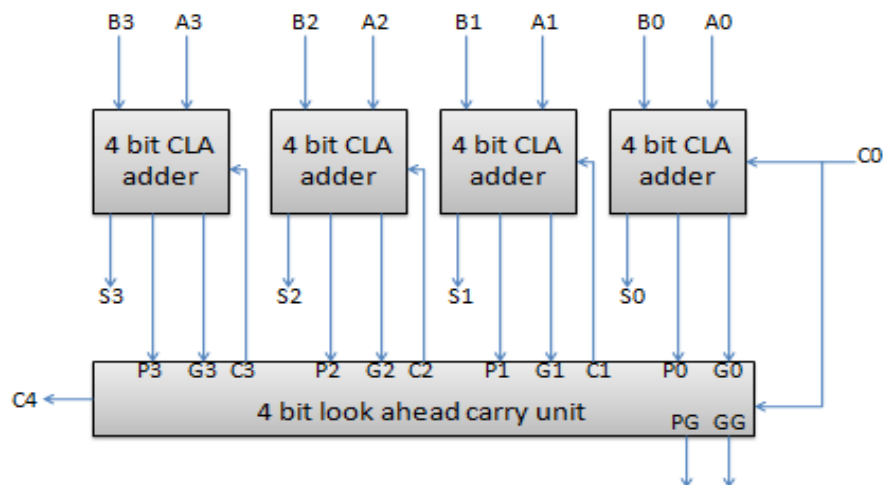 B3 A3 B2 A2 B1 A1 B0 A0
4 bit CLA adder
4 bit CLA adder
4 bit CLA adder
4 bit CLA adder
C0
S3 S2 S1 S0
P3 G3 C3 P2 G2 C2 P1 G1 C1 P0 G0
C4
4 bit look ahead carry unit
PG GG